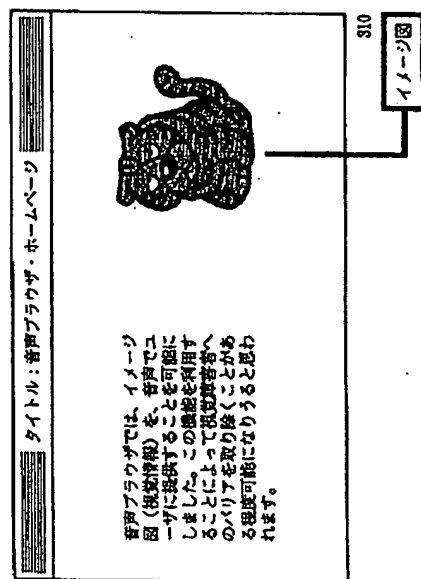 タイトル：音声ブラウザ・ホームページ
音声ブラウザでは、イメージ
図（視覚情報）を、音声でユ
ーザに提供することを可能に
しました。この機能を利用す
ることによって視覚障害者へ
のバリアを取り除くことがあ
る程度可能になりうると思わ
れます。
310
イメージ図